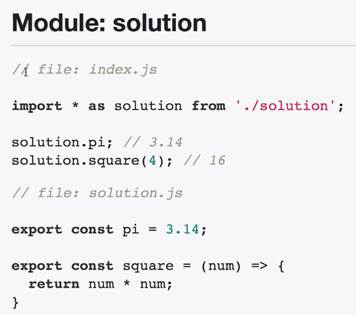 Module: solution
// file: index.js
import * as solution from './solution';
solution.pi; // 3.14
solution.square(4); // 16
// file: solution.js
export const pi = 3.14;
export const square = (num) => {
return num * num;
}